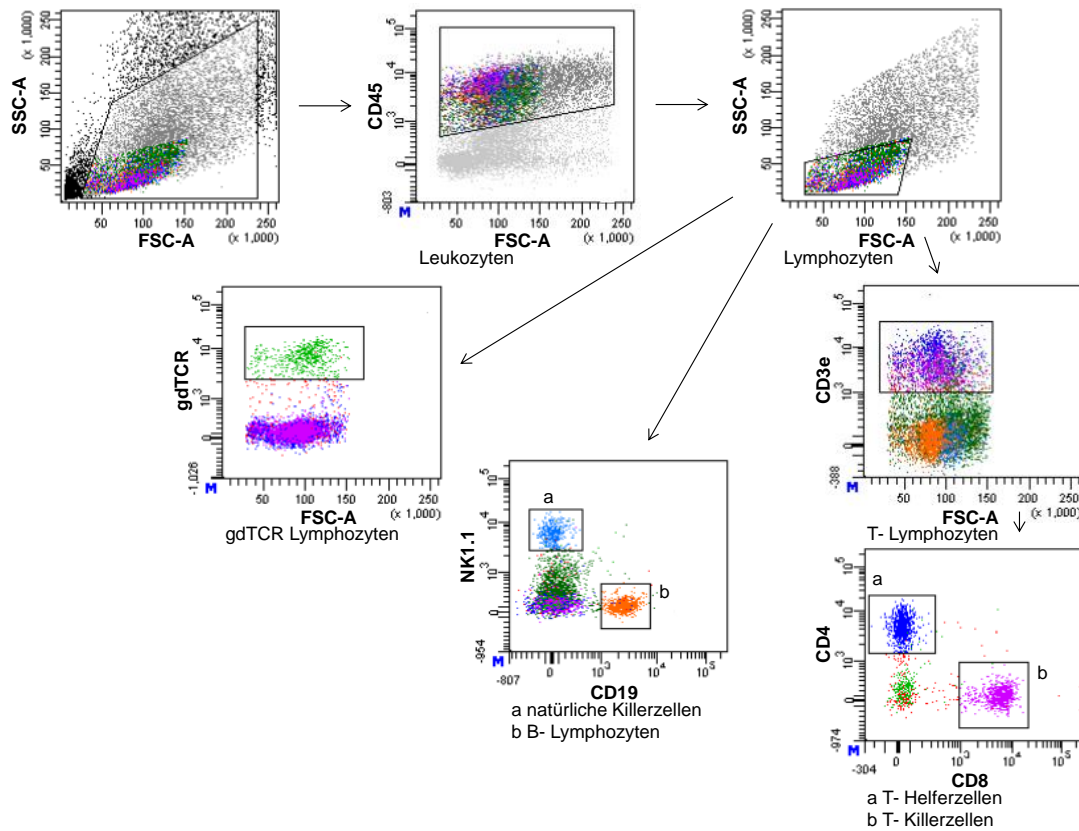 SSC-A
(x 1,000)
250
200
150
100
50
50 100 150 200 250
FSC-A
(x 1,000)
CD45
10^5
10^4
10^3
0
-803
M
50 100 150 200 250
FSC-A
(x 1,000)
Leukozyten
SSC-A
(x 1,000)
250
200
150
100
50
50 100 150 200 250
FSC-A
(x 1,000)
Lymphozyten
gdTCR
10^5
10^4
10^3
0
-1,026
M
50 100 150 200 250
FSC-A
(x 1,000)
gdTCR Lymphozyten
NK1.1
10^5
10^4
10^3
0
-954
M
a
b
-807
0 10^3 10^4 10^5
CD19
a natürliche Killerzellen
b B- Lymphozyten
CD3e
10^5
10^4
10^3
0
-388
M
50 100 150 200 250
FSC-A
(x 1,000)
T- Lymphozyten
CD4
10^5
10^4
10^3
0
-974
M
a
b
-304
0 10^3 10^4 10^5
CD8
a T- Helferzellen
b T- Killerzellen